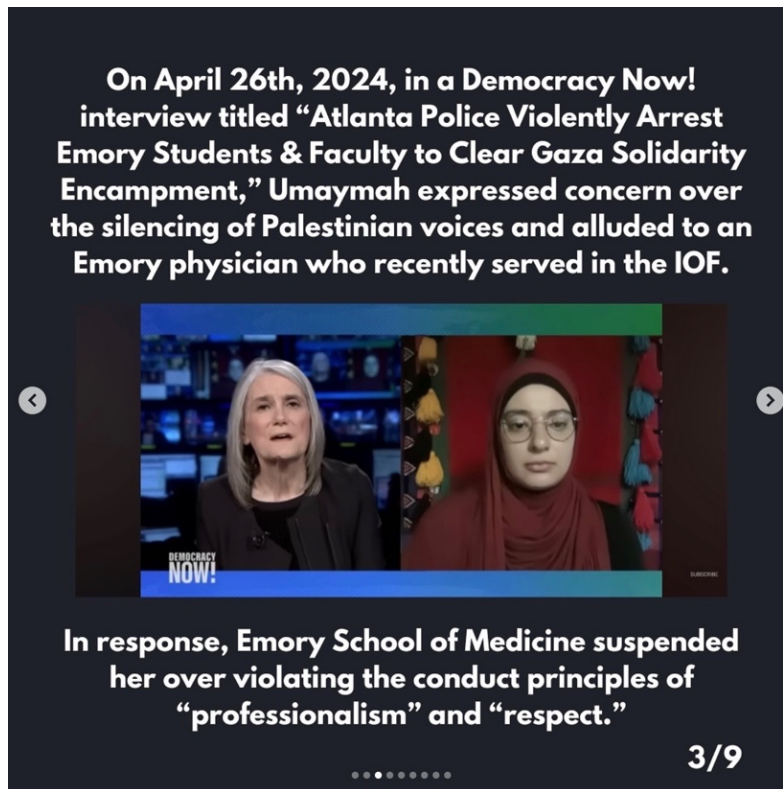 On April 26th, 2024, in a Democracy Now!
interview titled “Atlanta Police Violently Arrest
Emory Students & Faculty to Clear Gaza Solidarity
Encampment,” Umaymah expressed concern over
the silencing of Palestinian voices and alluded to an
Emory physician who recently served in the IOF.
DEMOCRACY
NOW!
SUBSCRIBE
In response, Emory School of Medicine suspended
her over violating the conduct principles of
“professionalism” and “respect.”
3/9